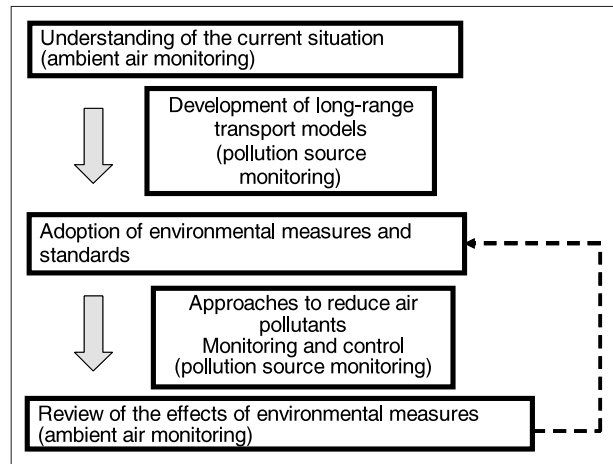 Understanding of the current situation
(ambient air monitoring)
Development of long-range
transport models
(pollution source
monitoring)
Adoption of environmental measures and
standards
Approaches to reduce air
pollutants
Monitoring and control
(pollution source monitoring)
Review of the effects of environmental measures
(ambient air monitoring)